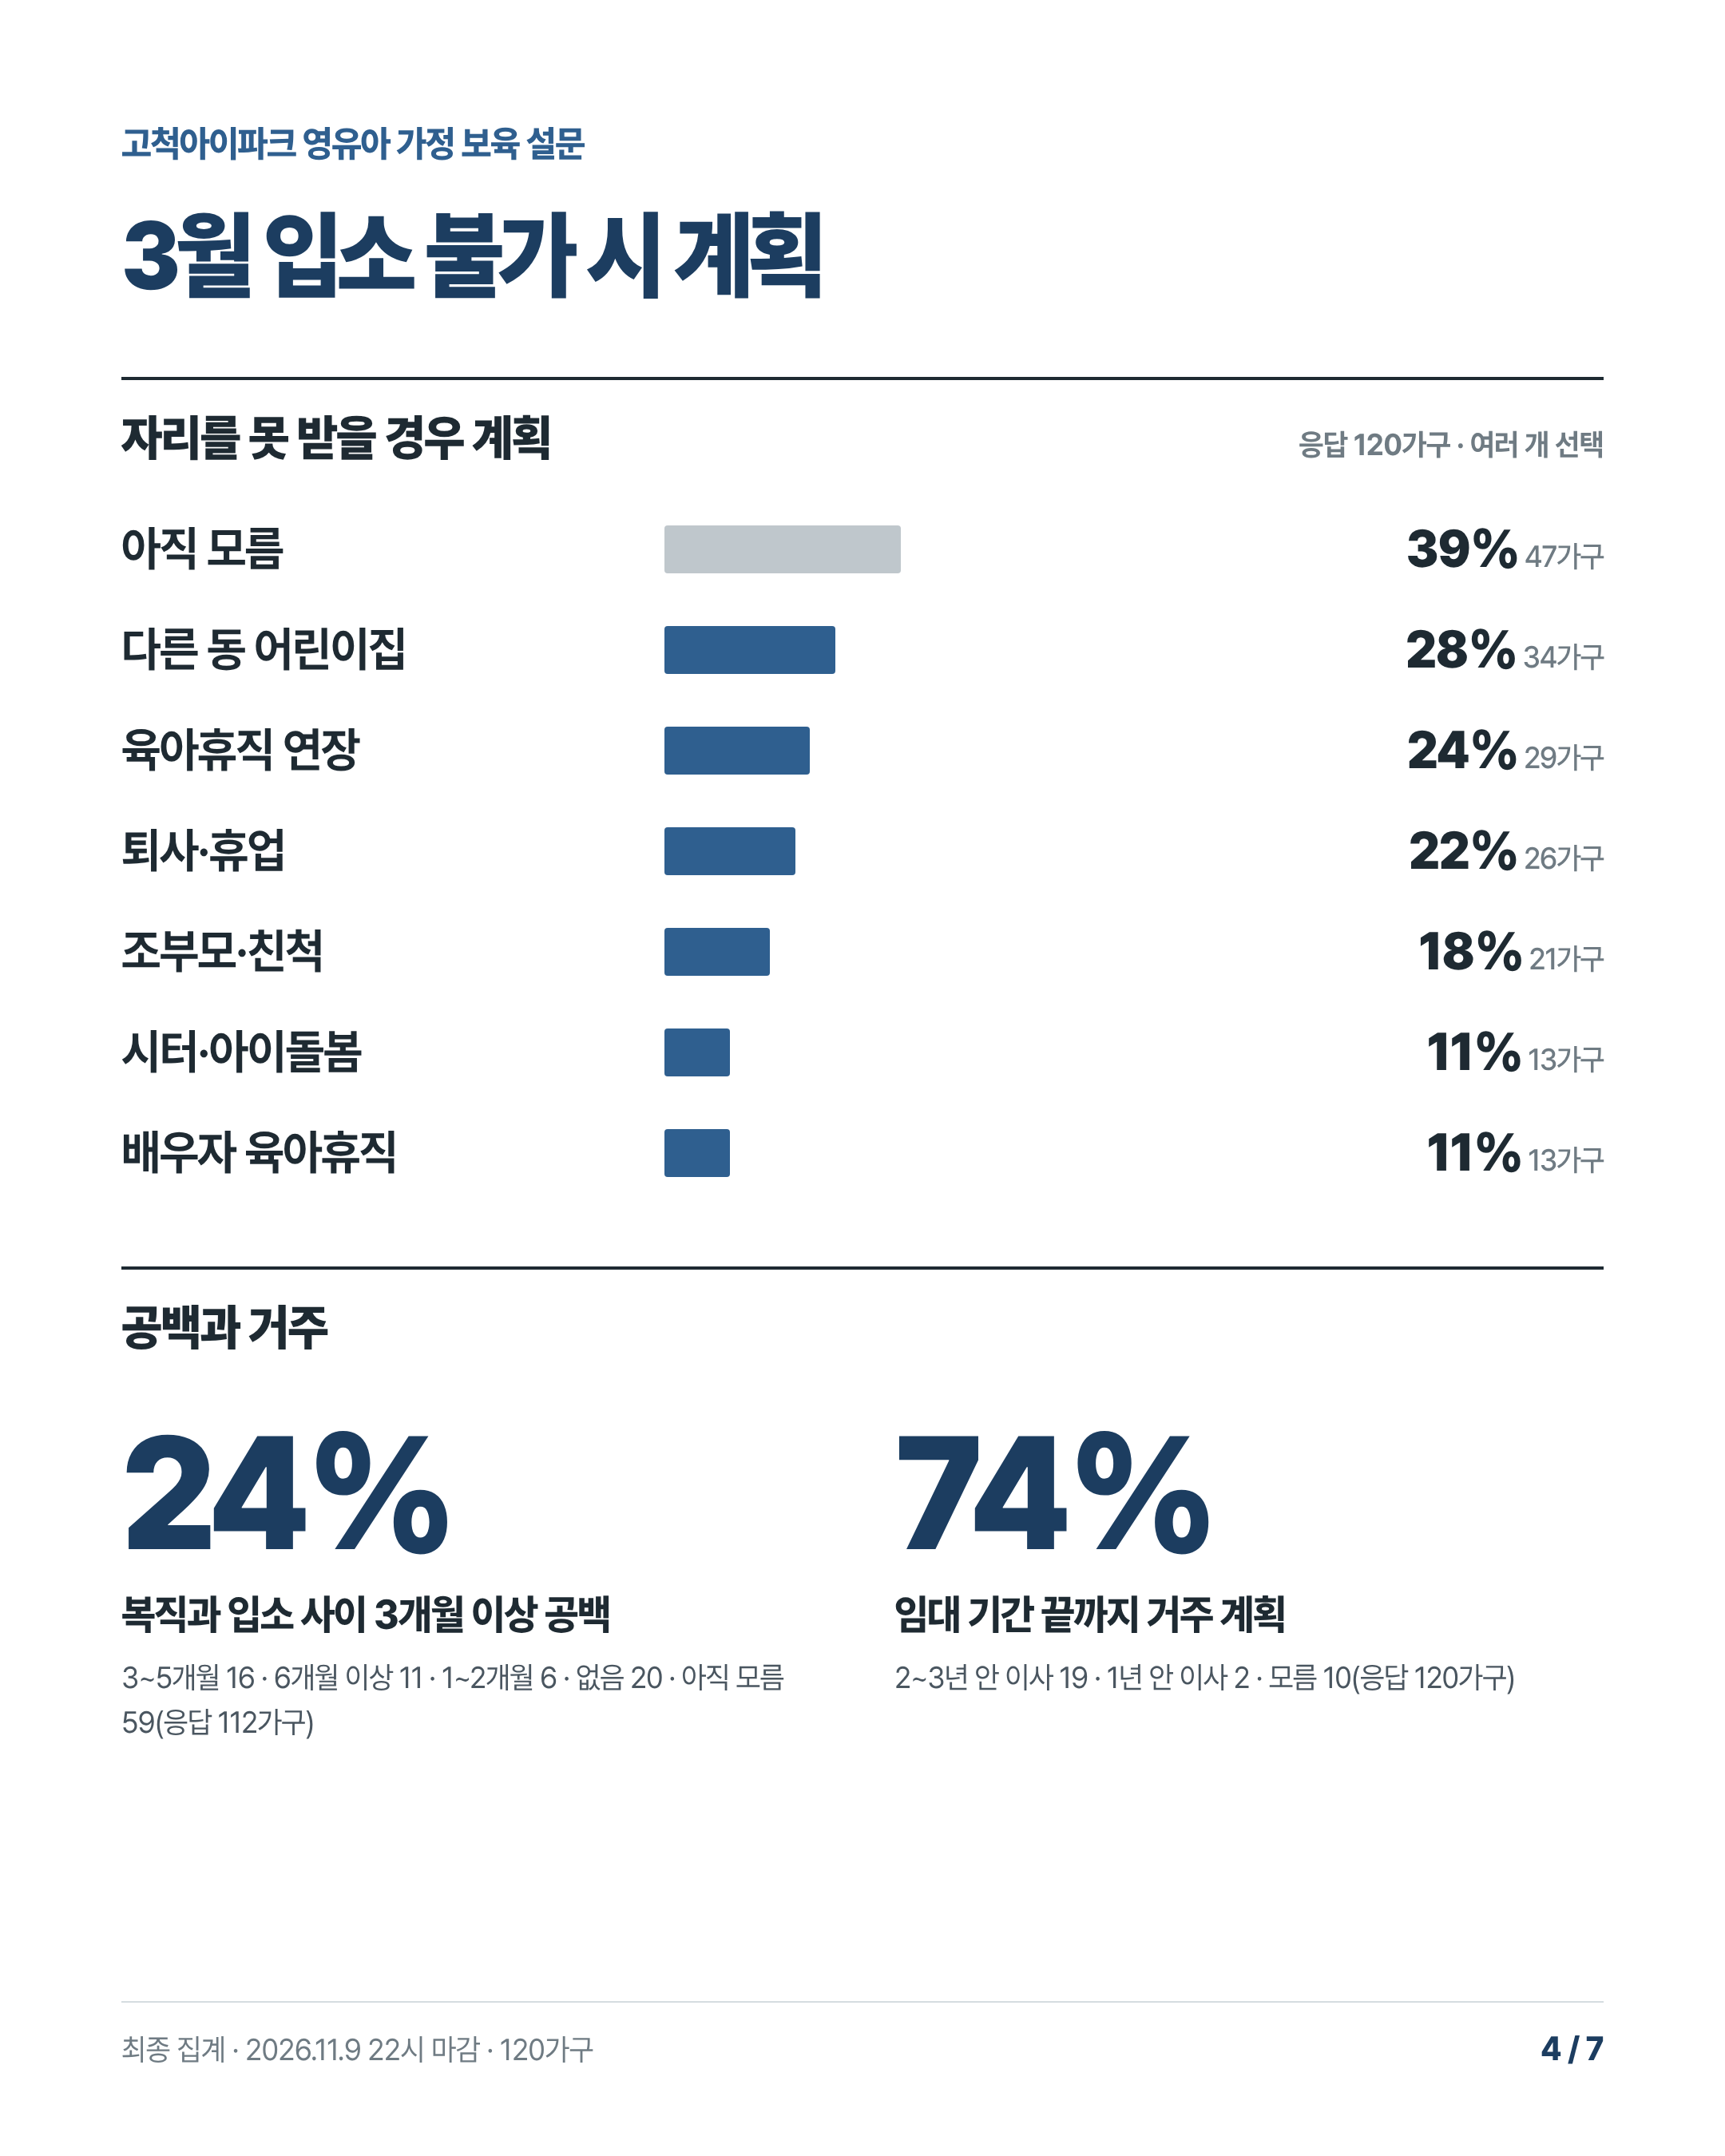 고척아이파크 영유아 가정 보육 설문
3월 입소 불가 시 계획
자리를 못 받을 경우 계획
응답 120가구 · 여러 개 선택
아직 모름 39% 47가구
다른 동 어린이집 28% 34가구
육아휴직 연장 24% 29가구
퇴사·휴업 22% 26가구
조부모·친척 18% 21가구
시터·아이돌봄 11% 13가구
배우자 육아휴직 11% 13가구
공백과 거주
24%
복직과 입소 사이 3개월 이상 공백
3~5개월 16 · 6개월 이상 11 · 1~2개월 6 · 없음 20 · 아직 모름
59(응답 112가구)
74%
임대 기간 끝까지 거주 계획
2~3년 안 이사 19 · 1년 안 이사 2 · 모름 10(응답 120가구)
최종 집계 · 2026.11.9 22시 마감 · 120가구
4 / 7